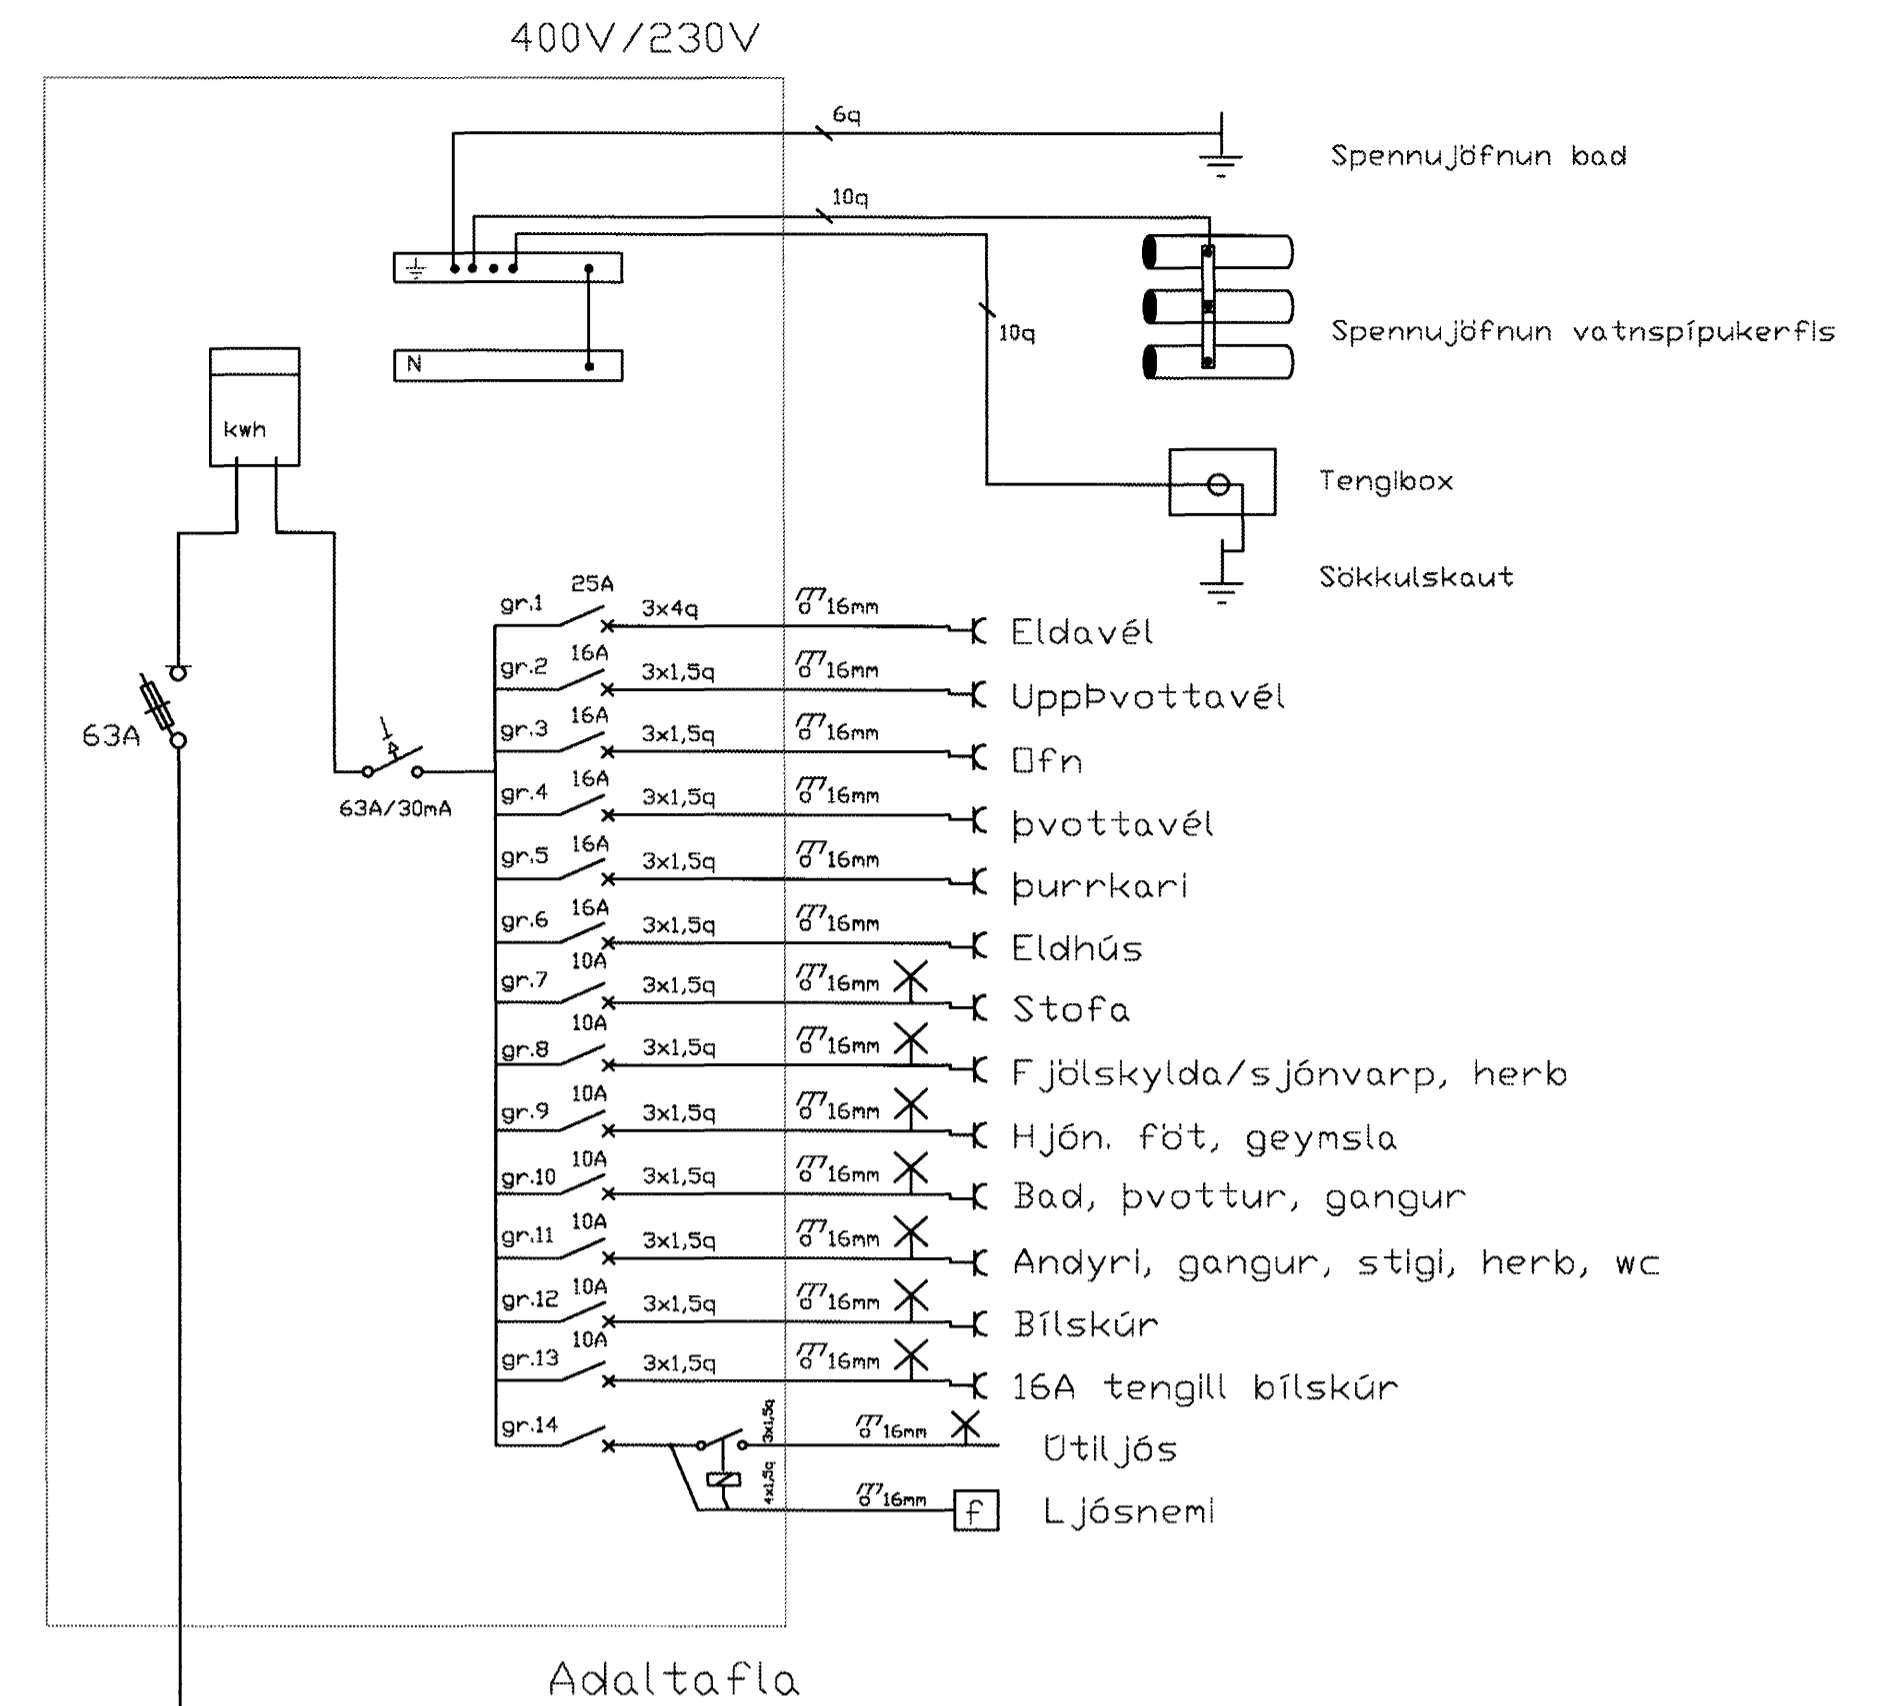 400V/230V
6q
Spennujöfnun bad
10q
10q
Spennujöfnun vatnspípukerfis
N
kwh
Tengibox
Sökkulskaut
63A
63A/30mA
gr.1 25A 3x4q 16mm Eldavél
gr.2 16A 3x1,5q 16mm UppÞvottavél
gr.3 16A 3x1,5q 16mm Ofn
gr.4 16A 3x1,5q 16mm Þvottavél
gr.5 16A 3x1,5q 16mm Þurrkari
gr.6 16A 3x1,5q 16mm Eldhús
gr.7 10A 3x1,5q 16mm Stofa
gr.8 10A 3x1,5q 16mm Fjölskylda/sjónvarp, herb
gr.9 10A 3x1,5q 16mm Hjón. föt, geymsla
gr.10 10A 3x1,5q 16mm Bad, þvottur, gangur
gr.11 10A 3x1,5q 16mm Andyri, gangur, stigi, herb, wc
gr.12 10A 3x1,5q 16mm Bílskúr
gr.13 10A 3x1,5q 16mm 16A tengill bílskúr
gr.14 3x1,5q 16mm Útiljós
4x1,5q 16mm f Ljósnemi
Adaltafla